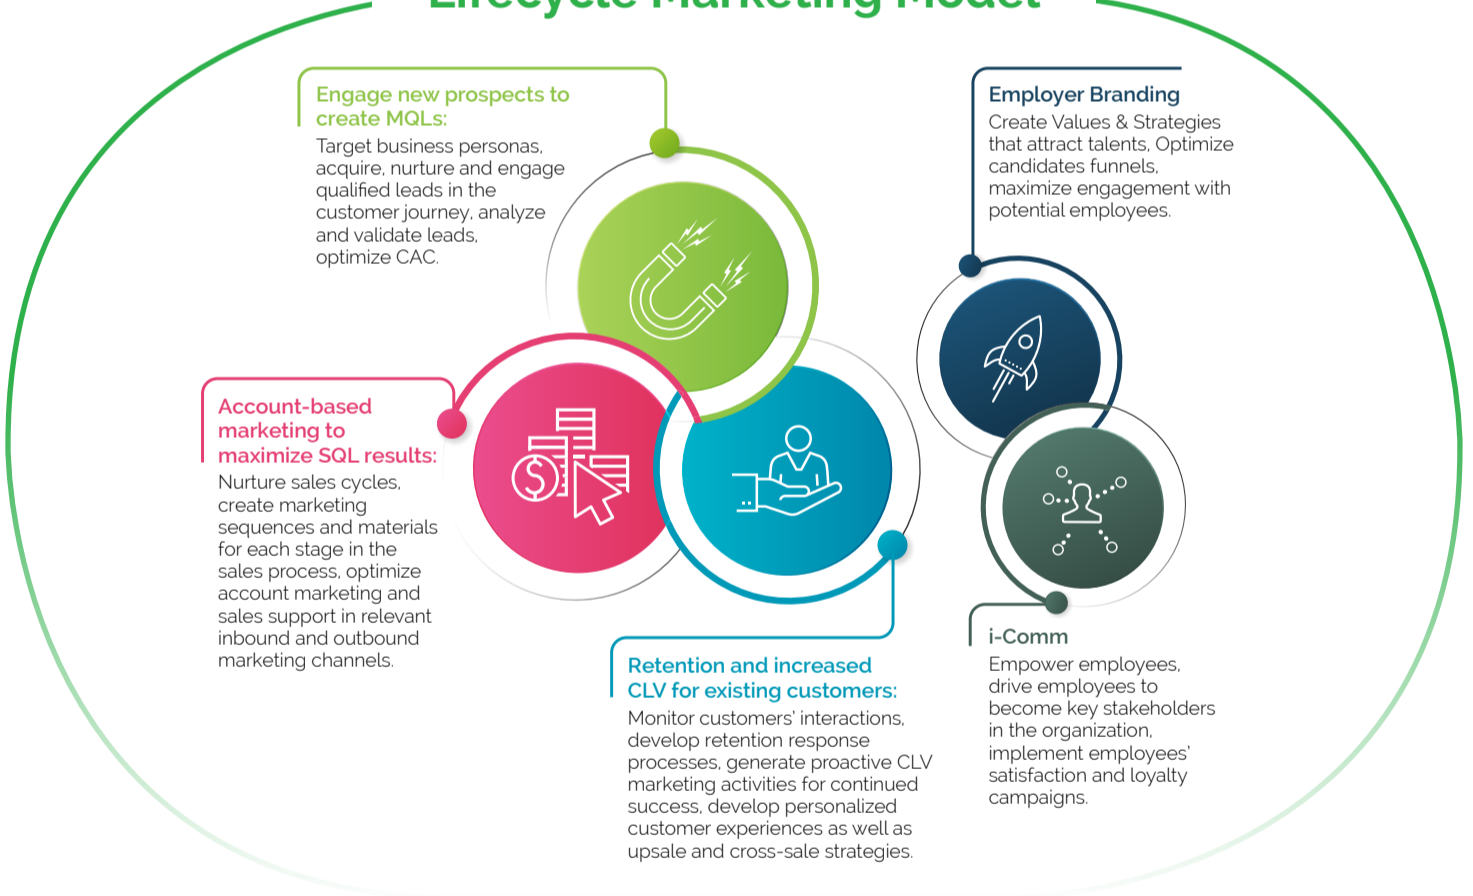 Lifecycle Marketing Model
Engage new prospects to
create MQLs:
Target business personas,
acquire, nurture and engage
qualified leads in the
customer journey, analyze
and validate leads,
optimize CAC.
Employer Branding
Create Values & Strategies
that attract talents, Optimize
candidates funnels,
maximize engagement with
potential employees.
Account-based
marketing to
maximize SQL results:
Nurture sales cycles,
create marketing
sequences and materials
for each stage in the
sales process, optimize
account marketing and
sales support in relevant
inbound and outbound
marketing channels.
$
Retention and increased
CLV for existing customers:
Monitor customers’ interactions,
develop retention response
processes, generate proactive CLV
marketing activities for continued
success, develop personalized
customer experiences as well as
upsale and cross-sale strategies.
i-Comm
Empower employees,
drive employees to
become key stakeholders
in the organization,
implement employees’
satisfaction and loyalty
campaigns.